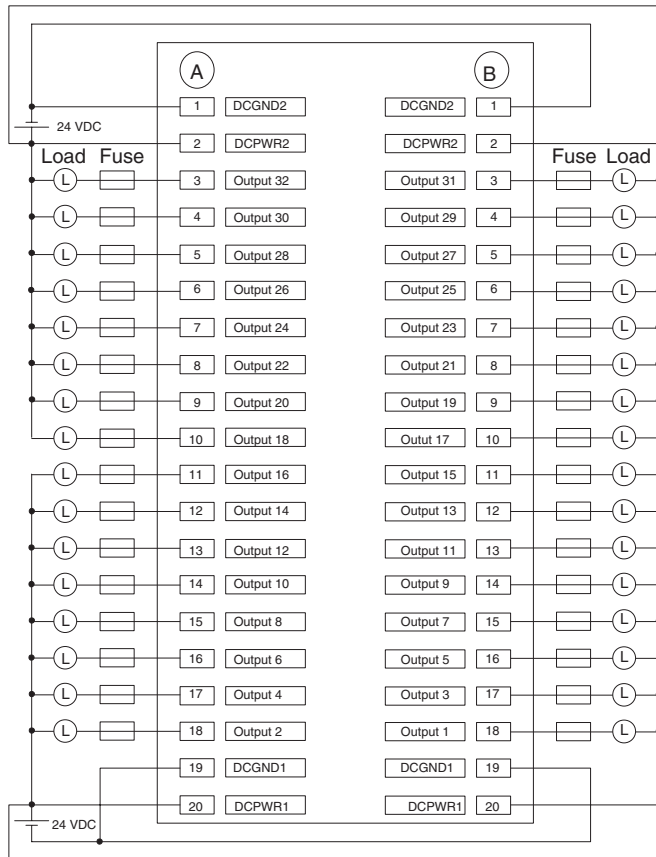 A B
1 DCGND2 DCGND2 1
24 VDC
2 DCPWR2 DCPWR2 2
Load Fuse Fuse Load
L 3 Output 32 Output 31 3 L
L 4 Output 30 Output 29 4 L
L 5 Output 28 Output 27 5 L
L 6 Output 26 Output 25 6 L
L 7 Output 24 Output 23 7 L
L 8 Output 22 Output 21 8 L
L 9 Output 20 Output 19 9 L
L 10 Output 18 Outut 17 10 L
L 11 Output 16 Output 15 11 L
L 12 Output 14 Output 13 12 L
L 13 Output 12 Output 11 13 L
L 14 Output 10 Output 9 14 L
L 15 Output 8 Output 7 15 L
L 16 Output 6 Output 5 16 L
L 17 Output 4 Output 3 17 L
L 18 Output 2 Output 1 18 L
19 DCGND1 DCGND1 19
20 DCPWR1 DCPWR1 20
24 VDC